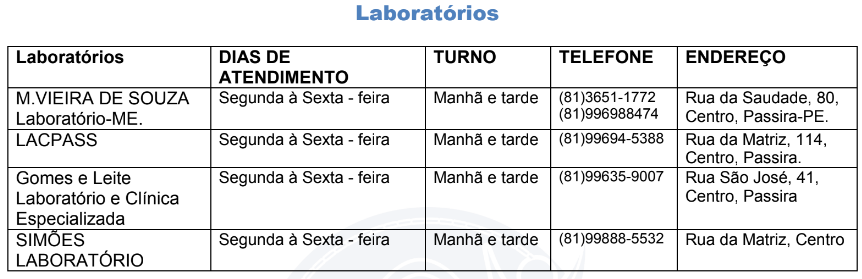 Laboratórios
Laboratórios DIAS DE ATENDIMENTO TURNO TELEFONE ENDEREÇO
M.VIEIRA DE SOUZA Laboratório-ME. Segunda à Sexta - feira Manhã e tarde (81)3651-1772 (81)996988474 Rua da Saudade, 80, Centro, Passira-PE.
LACPASS Segunda à Sexta - feira Manhã e tarde (81)99694-5388 Rua da Matriz, 114, Centro, Passira.
Gomes e Leite Laboratório e Clínica Especializada Segunda à Sexta - feira Manhã e tarde (81)99635-9007 Rua São José, 41, Centro, Passira
SIMÕES LABORATÓRIO Segunda à Sexta - feira Manhã e tarde (81)99888-5532 Rua da Matriz, Centro